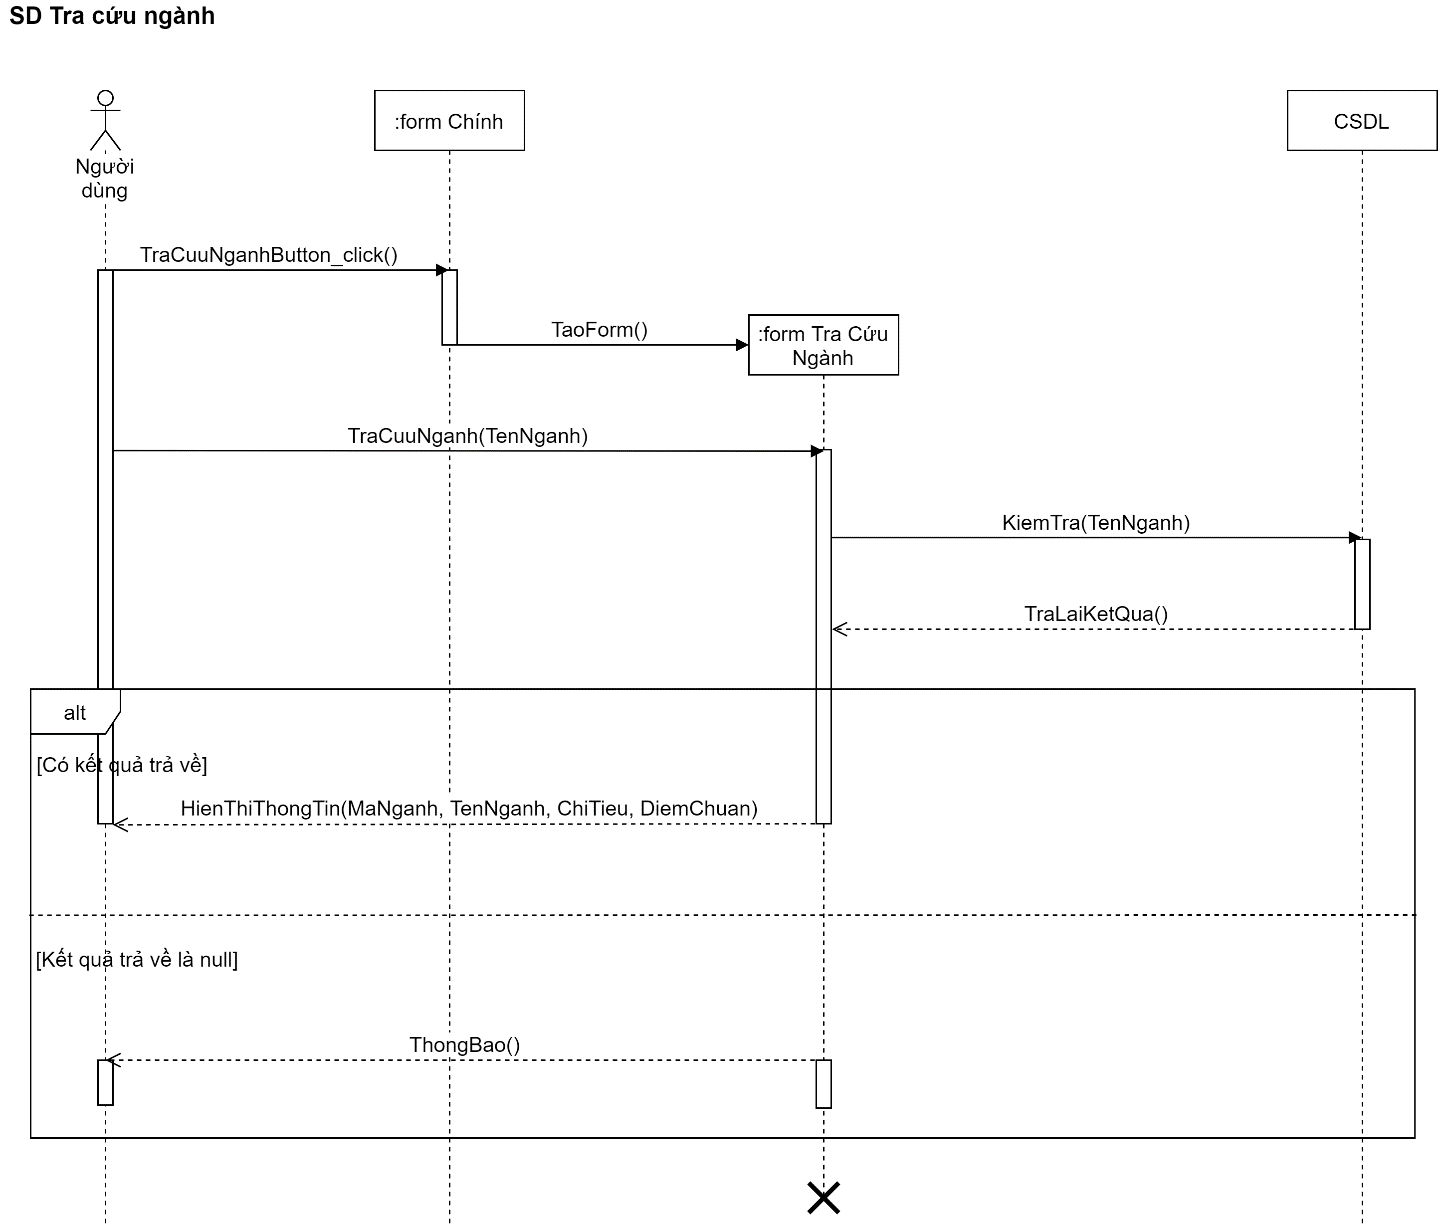 SD Tra cứu ngành
:form Chính
CSDL
Người
dùng
TraCuuNganhButton_click()
TaoForm()
:form Tra Cứu
Ngành
TraCuuNganh(TenNganh)
KiemTra(TenNganh)
TraLaiKetQua()
alt
[Có kết quả trả về]
HienThiThongTin(MaNganh, TenNganh, ChiTieu, DiemChuan)
[Kết quả trả về là null]
ThongBao()